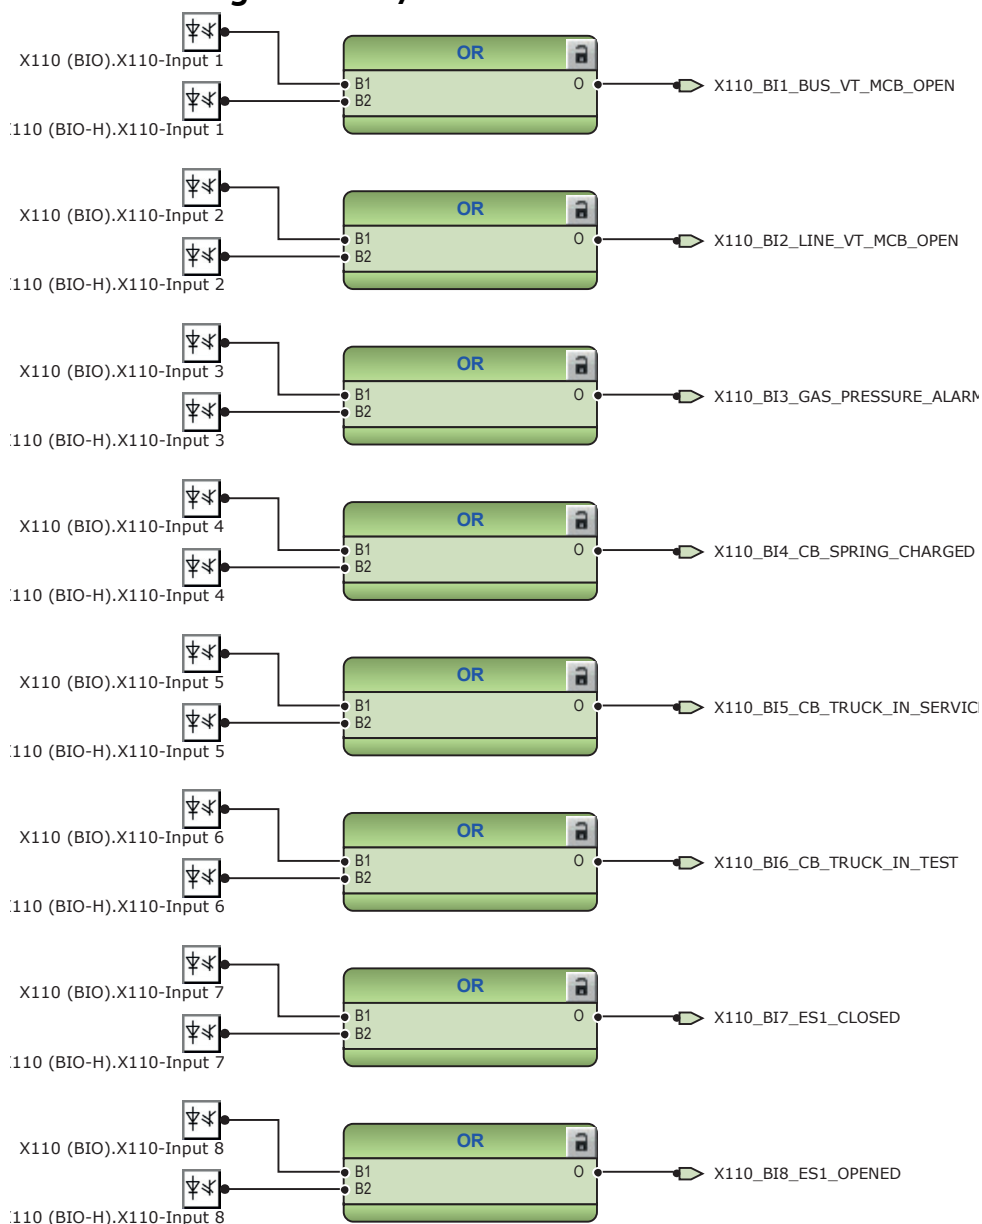 X110 (BIO).X110-Input 1
OR
B1
O
X110_BI1_BUS_VT_MCB_OPEN
B2
110 (BIO-H).X110-Input 1
X110 (BIO).X110-Input 2
OR
B1
O
X110_BI2_LINE_VT_MCB_OPEN
B2
110 (BIO-H).X110-Input 2
X110 (BIO).X110-Input 3
OR
B1
O
X110_BI3_GAS_PRESSURE_ALARM
B2
110 (BIO-H).X110-Input 3
X110 (BIO).X110-Input 4
OR
B1
O
X110_BI4_CB_SPRING_CHARGED
B2
110 (BIO-H).X110-Input 4
X110 (BIO).X110-Input 5
OR
B1
O
X110_BI5_CB_TRUCK_IN_SERVIC
B2
110 (BIO-H).X110-Input 5
X110 (BIO).X110-Input 6
OR
B1
O
X110_BI6_CB_TRUCK_IN_TEST
B2
110 (BIO-H).X110-Input 6
X110 (BIO).X110-Input 7
OR
B1
O
X110_BI7_ES1_CLOSED
B2
110 (BIO-H).X110-Input 7
X110 (BIO).X110-Input 8
OR
B1
O
X110_BI8_ES1_OPENED
B2
110 (BIO-H).X110-Input 8